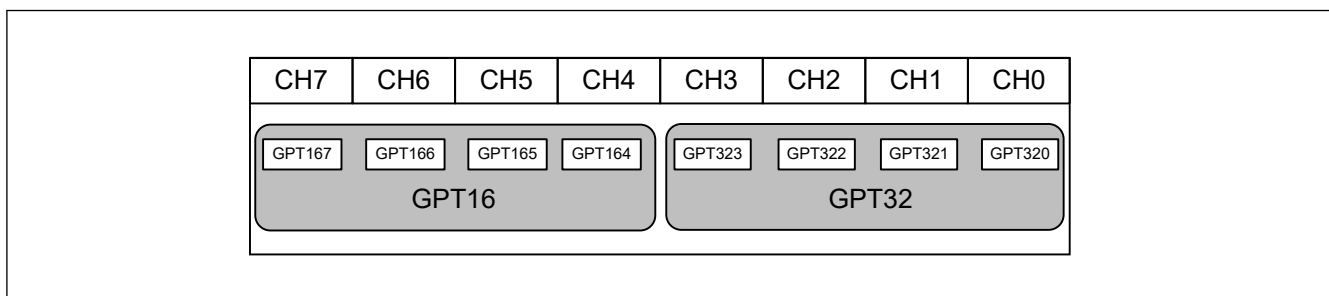 CH7 CH6 CH5 CH4 CH3 CH2 CH1 CH0
GPT167 GPT166 GPT165 GPT164 GPT323 GPT322 GPT321 GPT320
GPT16 GPT32